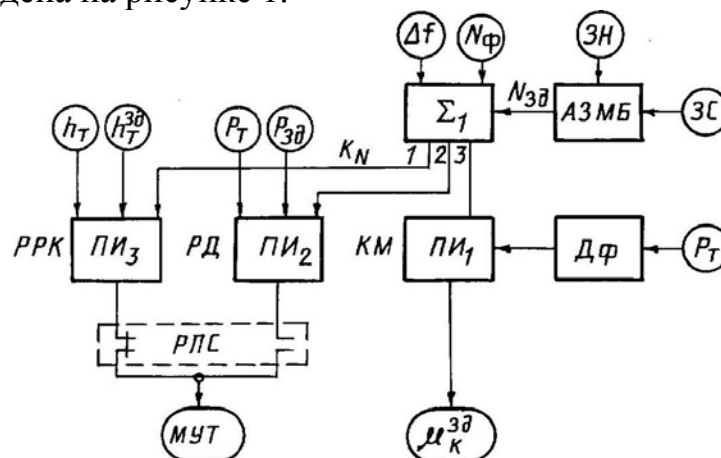 дена на рисунке 1.
Δf Nф ЗН
Nзд
Σ1 АЗМБ ЗС
hт hтзд Pт Pзд KN 1 2 3
РРК ПИ3 РД ПИ2 КМ ПИ1 ДФ Pт
РПС
МУТ μкзд